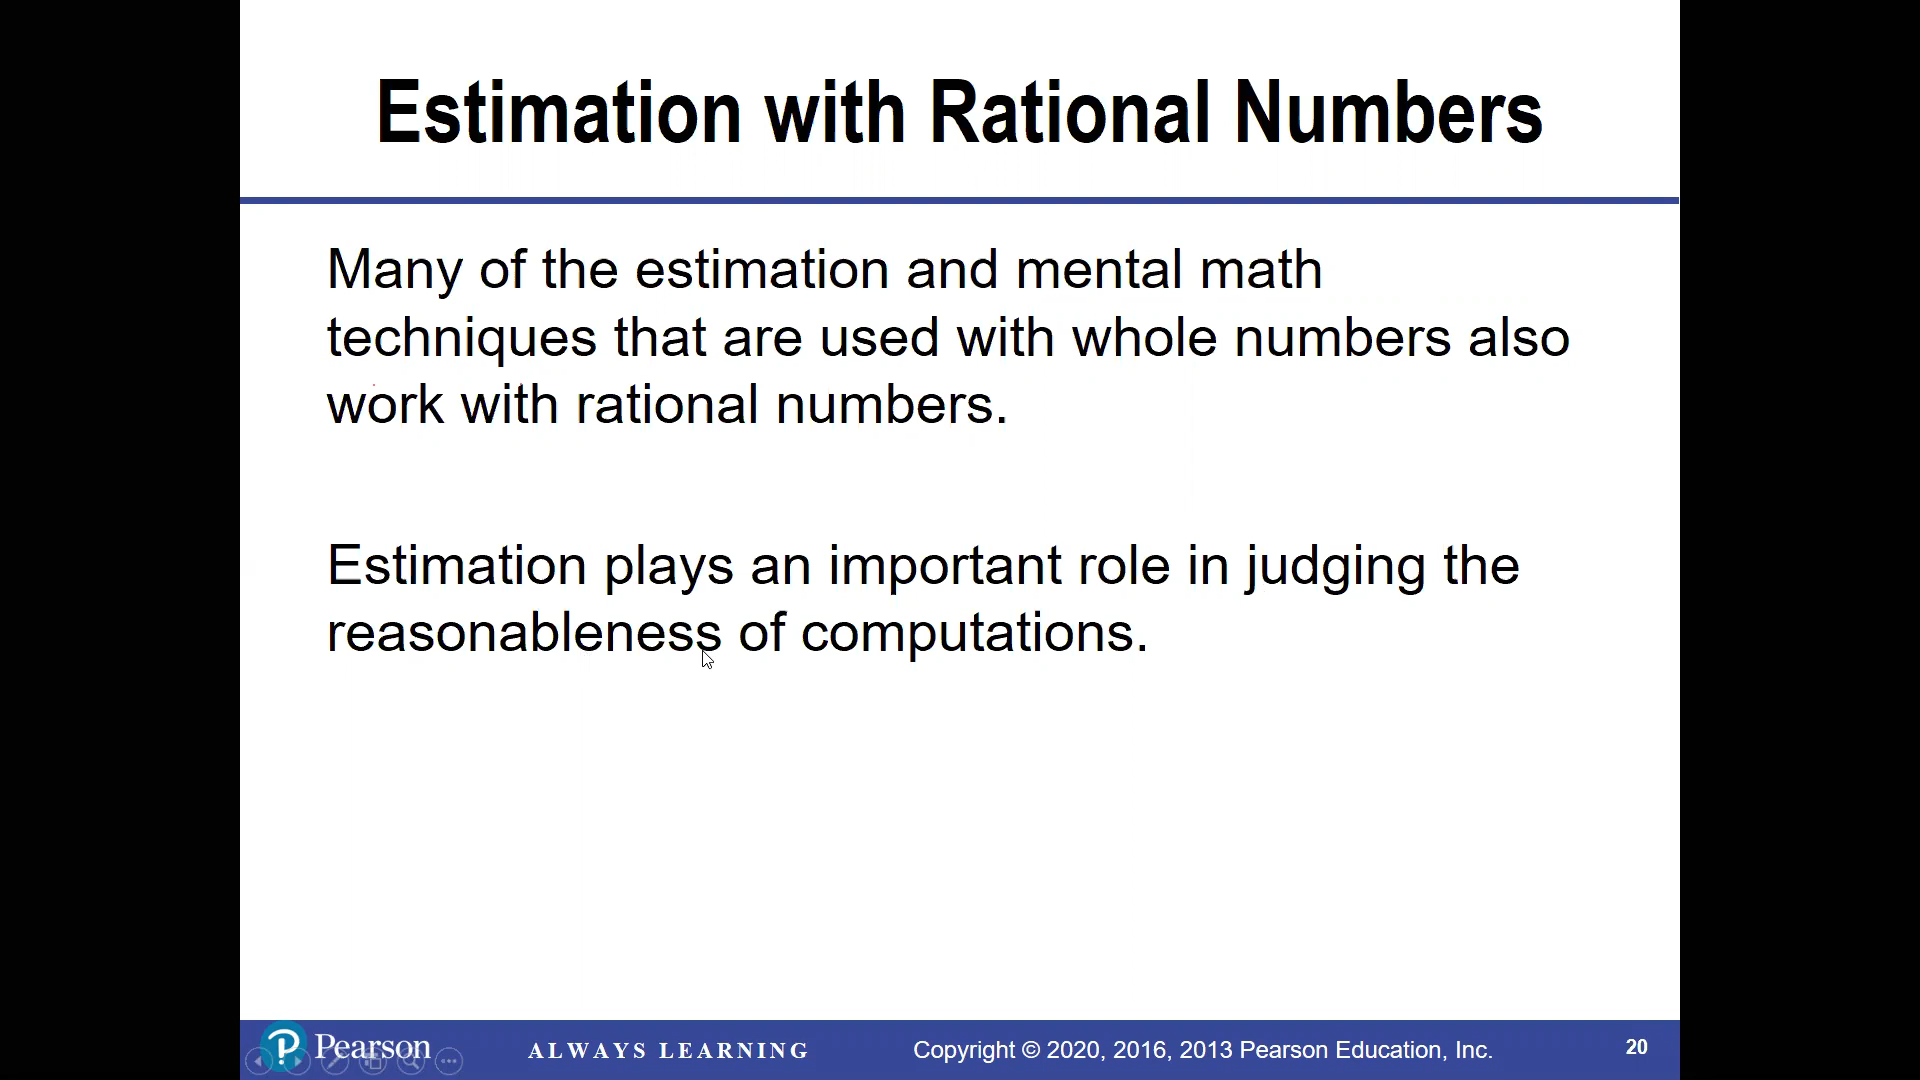 Estimation with Rational Numbers
Many of the estimation and mental math
techniques that are used with whole numbers also
work with rational numbers.
Estimation plays an important role in judging the
reasonableness of computations.
Pearson
ALWAYS LEARNING
Copyright © 2020, 2016, 2013 Pearson Education, Inc.
20